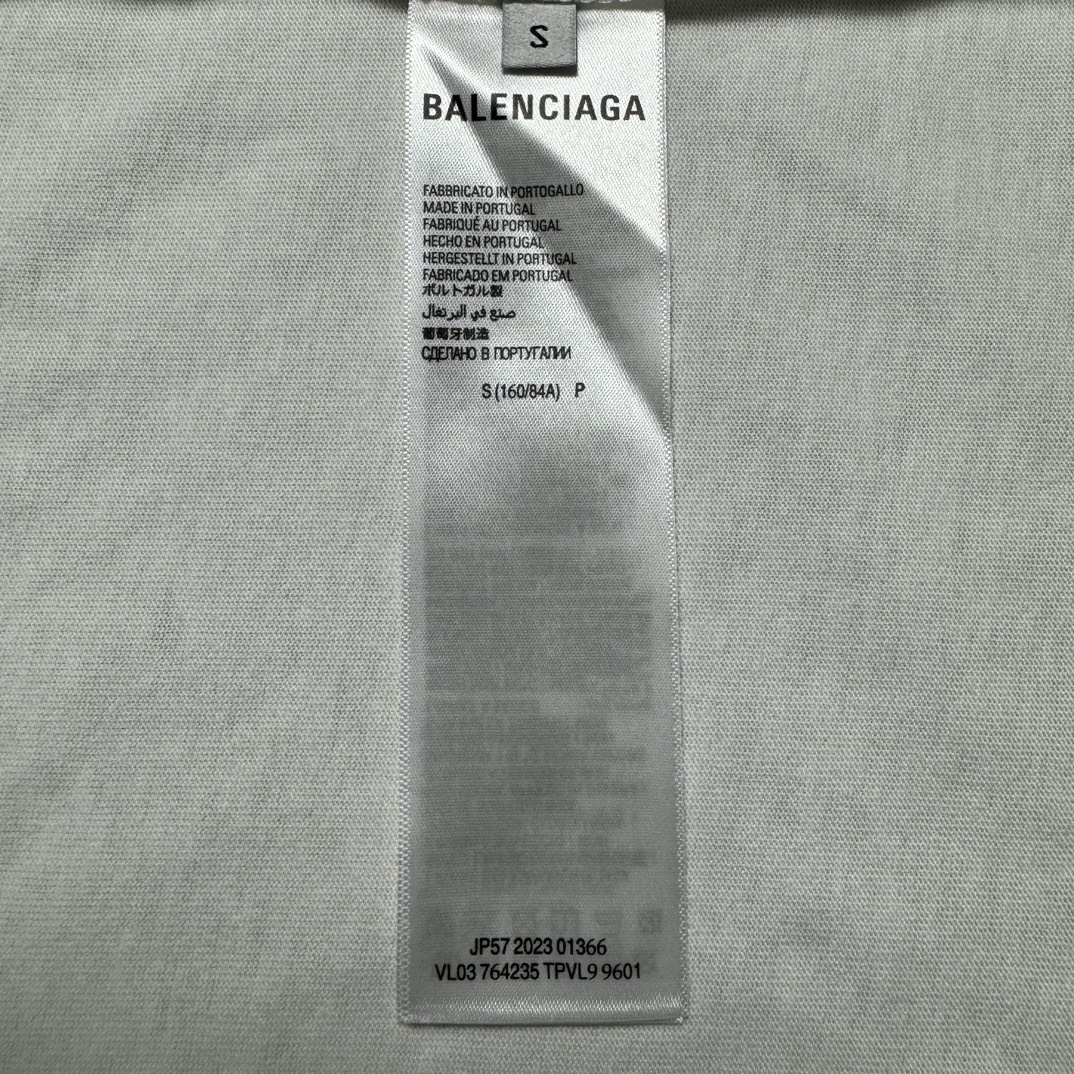 S
BALENCIAGA
FABBRICATO IN PORTOGALLO
MADE IN PORTUGAL
FABRIQUÉ AU PORTUGAL
HECHO EN PORTUGAL
HERGESTELLT IN PORTUGAL
FABRICADO EM PORTUGAL
ポルトガル製
صنع في البرتغال
葡萄牙制造
СДЕЛАНО В ПОРТУГАЛИИ
S (160/84A) P
JP57 2023 01366
VL03 764235 TPVL9 9601